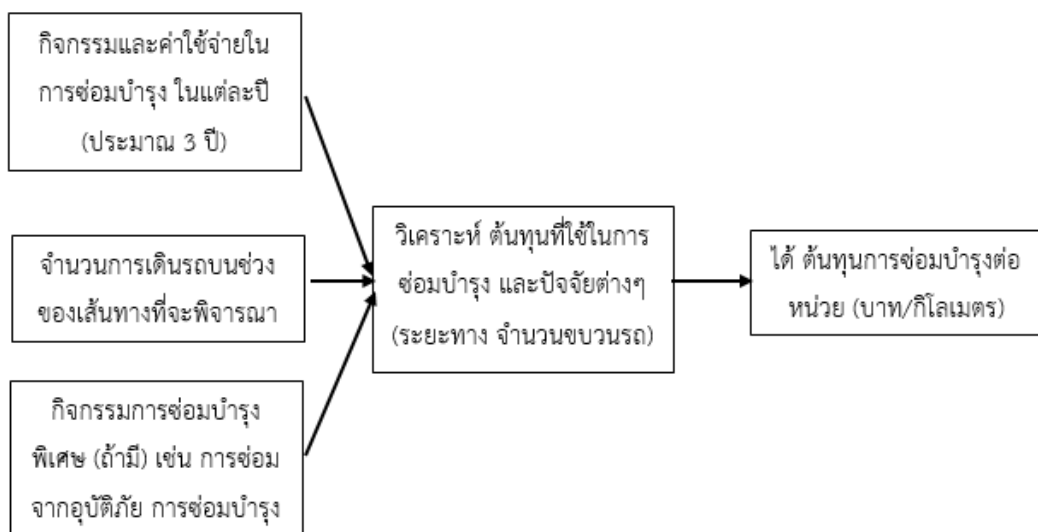 กิจกรรมและค่าใช้จ่ายใน
การซ่อมบำรุง ในแต่ละปี
(ประมาณ 3 ปี)
จำนวนการเดินรถบนช่วง
ของเส้นทางที่จะพิจารณา
กิจกรรมการซ่อมบำรุง
พิเศษ (ถ้ามี) เช่น การซ่อม
จากอุบัติภัย การซ่อมบำรุง
วิเคราะห์ ต้นทุนที่ใช้ในการ
ซ่อมบำรุง และปัจจัยต่างๆ
(ระยะทาง จำนวนขบวนรถ)
ได้ ต้นทุนการซ่อมบำรุงต่อ
หน่วย (บาท/กิโลเมตร)